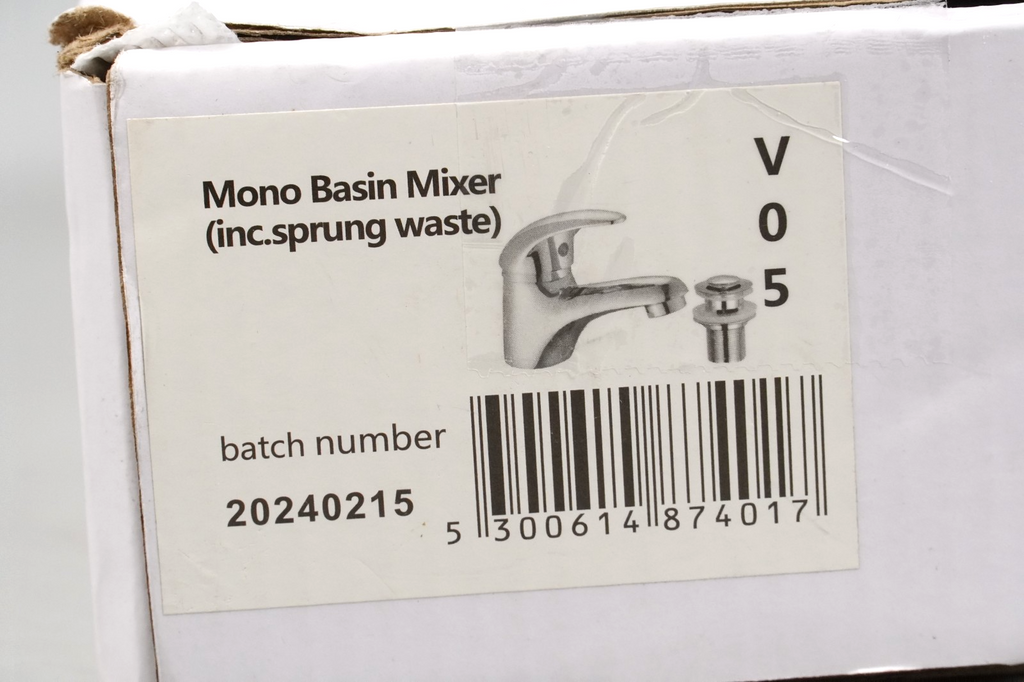 Mono Basin Mixer
(inc.sprung waste)
V
0
5
batch number
20240215
5 300614 874017